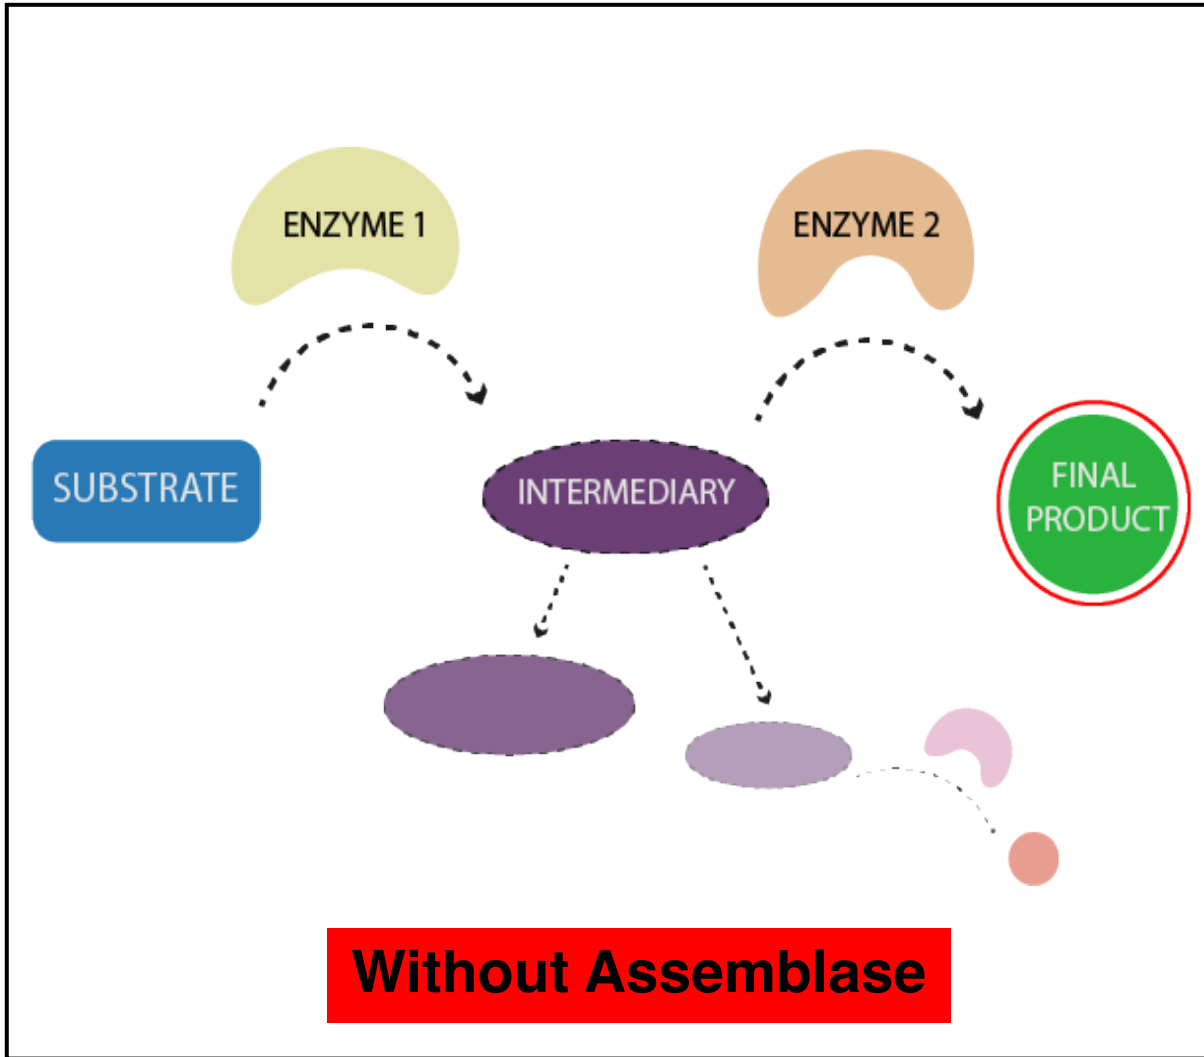 ENZYME 1
ENZYME 2
SUBSTRATE
INTERMEDIARY
FINAL
PRODUCT
Without Assemblase